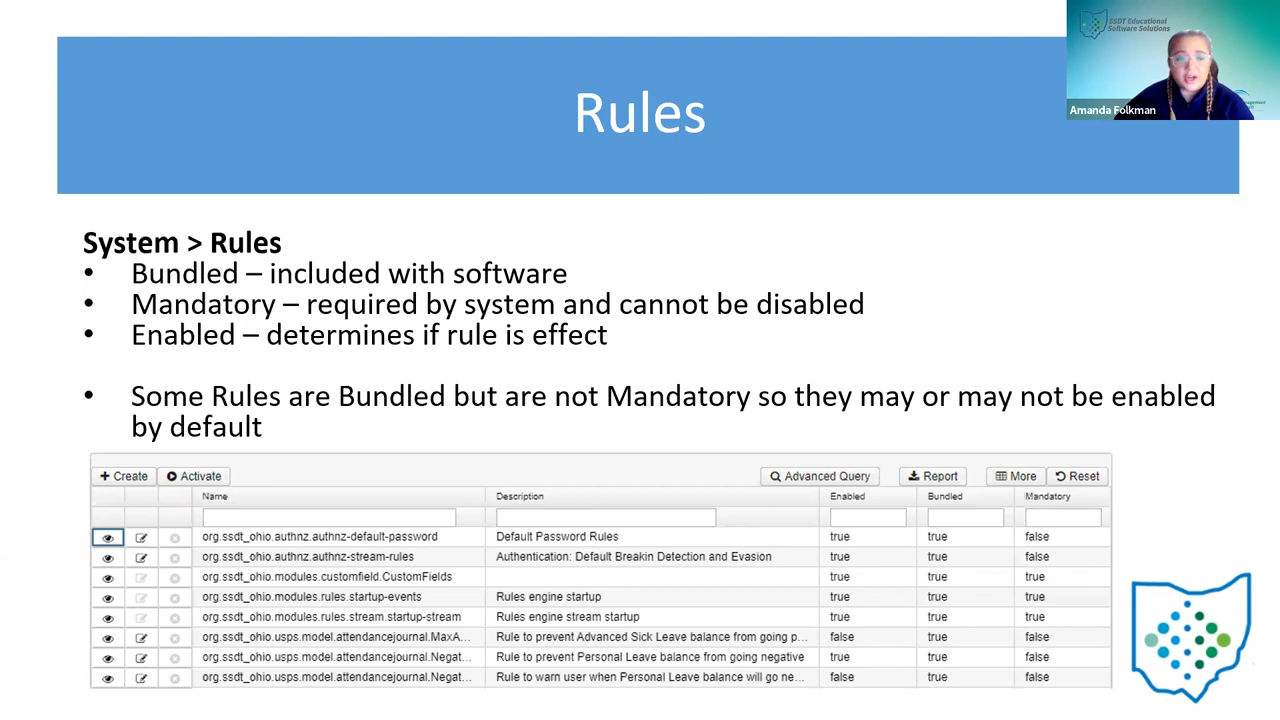 SSDT Educational
Software Solutions
Amanda Folkman
Rules
System > Rules
• Bundled – included with software
• Mandatory – required by system and cannot be disabled
• Enabled – determines if rule is effect
• Some Rules are Bundled but are not Mandatory so they may or may not be enabled
by default
+ Create Activate Advanced Query Report More Reset
Name Description Enabled Bundled Mandatory
org.ssdt_ohio.authnz.authnz-default-password Default Password Rules true true false
org.ssdt_ohio.authnz.authnz-stream-rules Authentication: Default Breakin Detection and Evasion true true false
org.ssdt_ohio.modules.customfield.CustomFields true true true
org.ssdt_ohio.modules.rules.startup-events Rules engine startup true true true
org.ssdt_ohio.modules.rules.stream.startup-stream Rules engine stream startup true true true
org.ssdt_ohio.usps.model.attendancejournal.MaxA... Rule to prevent Advanced Sick Leave balance from going p... false true false
org.ssdt_ohio.usps.model.attendancejournal.Negat... Rule to prevent Personal Leave balance from going negative true true false
org.ssdt_ohio.usps.model.attendancejournal.Negat... Rule to warn user when Personal Leave balance will go ne... false true false